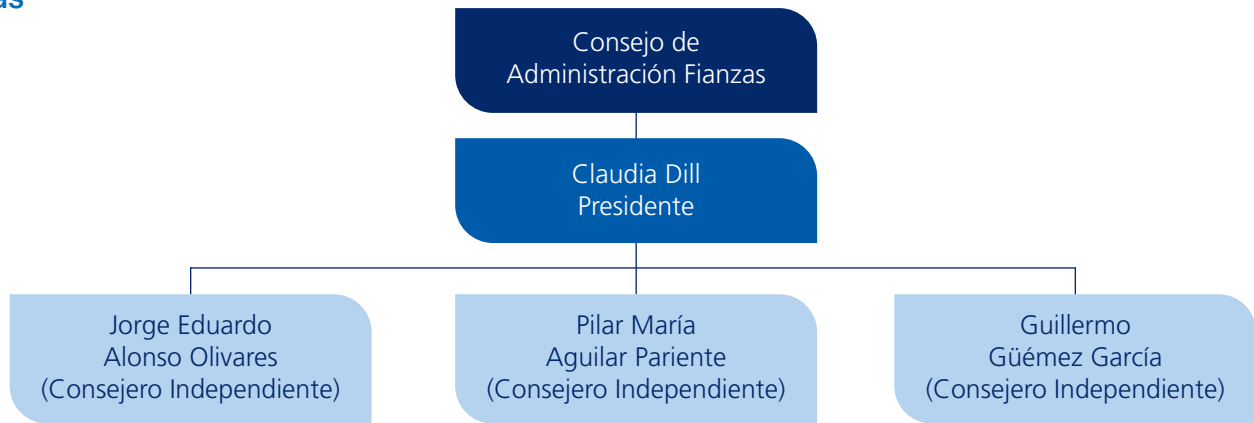 Consejo de
Administración Fianzas
Claudia Dill
Presidente
Jorge Eduardo
Alonso Olivares
(Consejero Independiente)
Pilar María
Aguilar Pariente
(Consejero Independiente)
Guillermo
Güémez García
(Consejero Independiente)